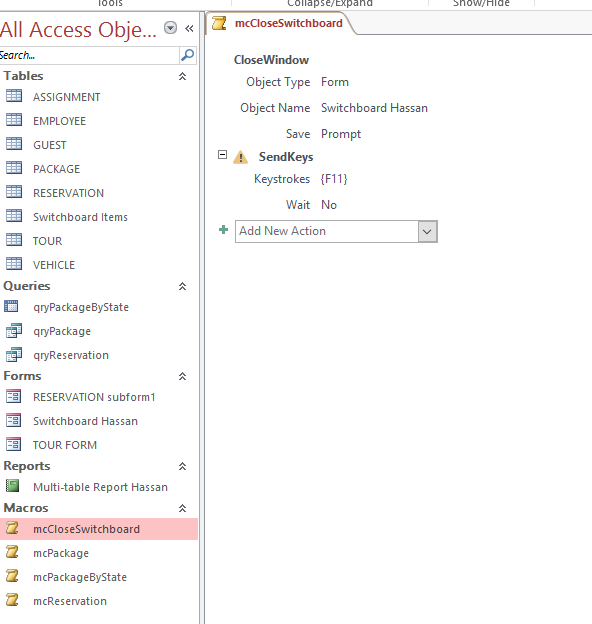 Tools
Collapse/Expand
Show/Hide
All Access Obje...
«
Search...
Tables
ASSIGNMENT
EMPLOYEE
GUEST
PACKAGE
RESERVATION
Switchboard Items
TOUR
VEHICLE
Queries
qryPackageByState
qryPackage
qryReservation
Forms
RESERVATION subform1
Switchboard Hassan
TOUR FORM
Reports
Multi-table Report Hassan
Macros
mcCloseSwitchboard
mcPackage
mcPackageByState
mcReservation
mcCloseSwitchboard
CloseWindow
Object Type Form
Object Name Switchboard Hassan
Save Prompt
SendKeys
Keystrokes {F11}
Wait No
Add New Action